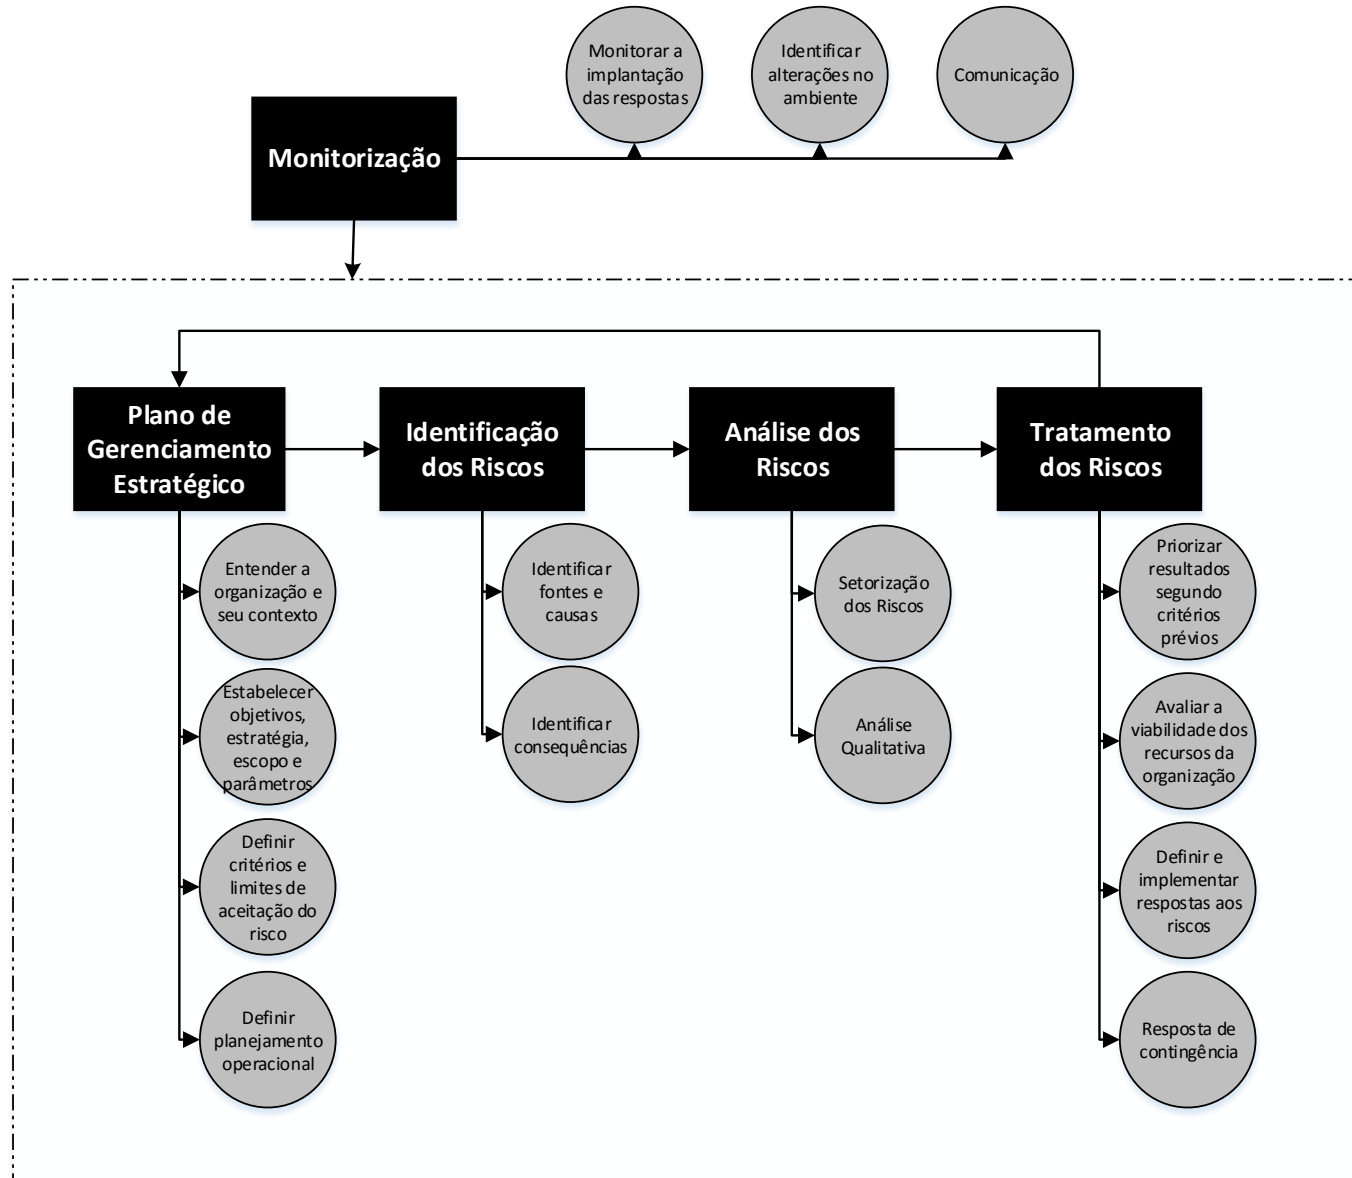 Monitorar a
implantação
das respostas
Identificar
alterações no
ambiente
Comunicação
Monitorização
Plano de
Gerenciamento
Estratégico
Identificação
dos Riscos
Análise dos
Riscos
Tratamento
dos Riscos
Entender a
organização e
seu contexto
Estabelecer
objetivos,
estratégia,
escopo e
parâmetros
Definir
critérios e
limites de
aceitação do
risco
Definir
planejamento
operacional
Identificar
fontes e
causas
Identificar
consequências
Setorização
dos Riscos
Análise
Qualitativa
Priorizar
resultados
segundo
critérios
prévios
Avaliar a
viabilidade dos
recursos da
organização
Definir e
implementar
respostas aos
riscos
Resposta de
contingência